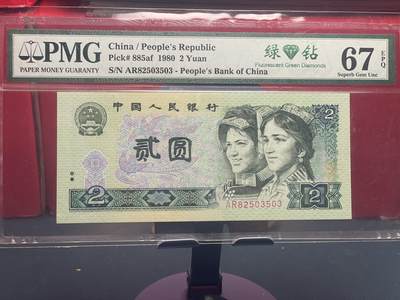 PMG
PAPER MONEY GUARANTY
China / People's Republic
Pick# 885af 1980 2 Yuan
S/N AR82503503 - People's Bank of China
绿 钻
Fluorescent Green Diamonds
67 EPQ
Superb Gem Unc
中国人民银行
2
贰圆
2
2
AR82503503